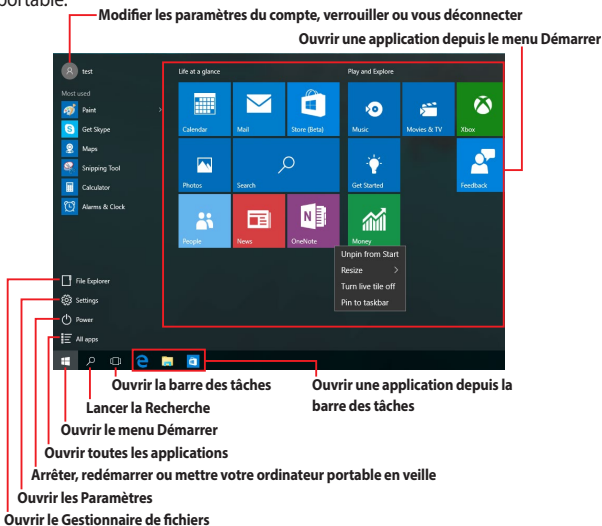 portable.
Modifier les paramètres du compte, verrouiller ou vous déconnecter
Ouvrir une application depuis le menu Démarrer
test
Life at a glance
Play and Explore
Most used
Paint
Get Skype
Maps
Snipping Tool
Calculator
Alarms & Clock
Calendar
Mail
Store (Beta)
Music
Movies & TV
Xbox
Photos
Search
Get Started
Feedback
People
News
OneNote
Money
Unpin from Start
Resize
Turn live tile off
Pin to taskbar
File Explorer
Settings
Power
All apps
Ouvrir la barre des tâches
Ouvrir une application depuis la
barre des tâches
Lancer la Recherche
Ouvrir le menu Démarrer
Ouvrir toutes les applications
Arrêter, redémarrer ou mettre votre ordinateur portable en veille
Ouvrir les Paramètres
Ouvrir le Gestionnaire de fichiers